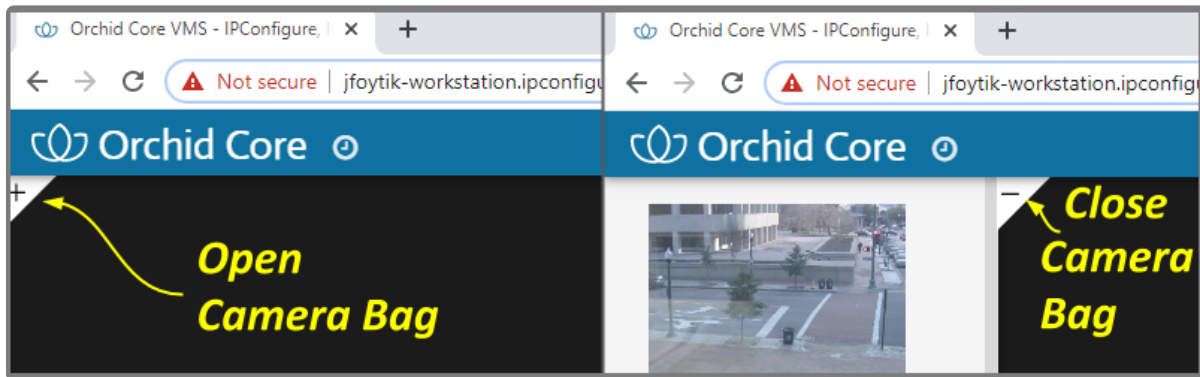 Orchid Core VMS - IPConfigure,
Not secure | jfoytik-workstation.ipconfigu
Orchid Core
+
Open
Camera Bag
Orchid Core VMS - IPConfigure,
Not secure | jfoytik-workstation.ipconfig
Orchid Core
−
Close
Camera
Bag